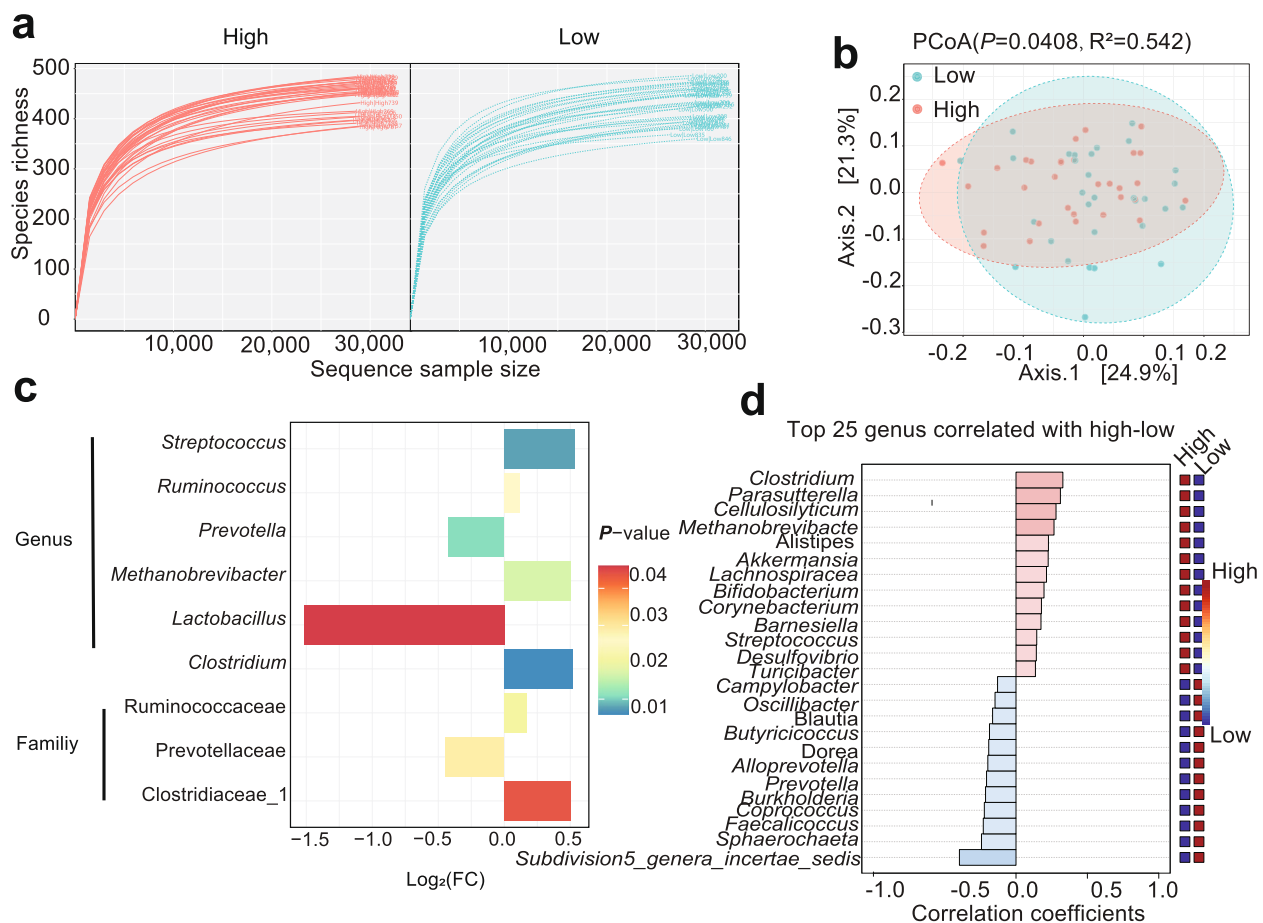 a
High
Low
Species richness
500
400
300
200
100
0
High|High739
10,000
20,000
30,000
10,000
20,000
30,000
Sequence sample size
b
PCoA(P=0.0408, R²=0.542)
Low
High
Axis.2 [21.3%]
0.2
0.1
0.0
-0.1
-0.2
-0.3
-0.2
-0.1
0.0
0.1
0.2
Axis.1 [24.9%]
c
Genus
Streptococcus
Ruminococcus
Prevotella
Methanobrevibacter
Lactobacillus
Clostridium
Familiy
Ruminococcaceae
Prevotellaceae
Clostridiaceae_1
−1.5
−1.0
−0.5
0.0
0.5
Log₂(FC)
P−value
0.04
0.03
0.02
0.01
d
Top 25 genus correlated with high-low
High
Low
Clostridium
Parasutterella
Cellulosilyticum
Methanobrevibacte
Alistipes
Akkermansia
Lachnospiracea
Bifidobacterium
Corynebacterium
Barnesiella
Streptococcus
Desulfovibrio
Turicibacter
Campylobacter
Oscillibacter
Blautia
Butyricicoccus
Dorea
Alloprevotella
Prevotella
Burkholderia
Coprococcus
Faecalicoccus
Sphaerochaeta
Subdivision5_genera_incertae_sedis
-1.0
-0.5
0.0
0.5
1.0
Correlation coefficients
High
Low